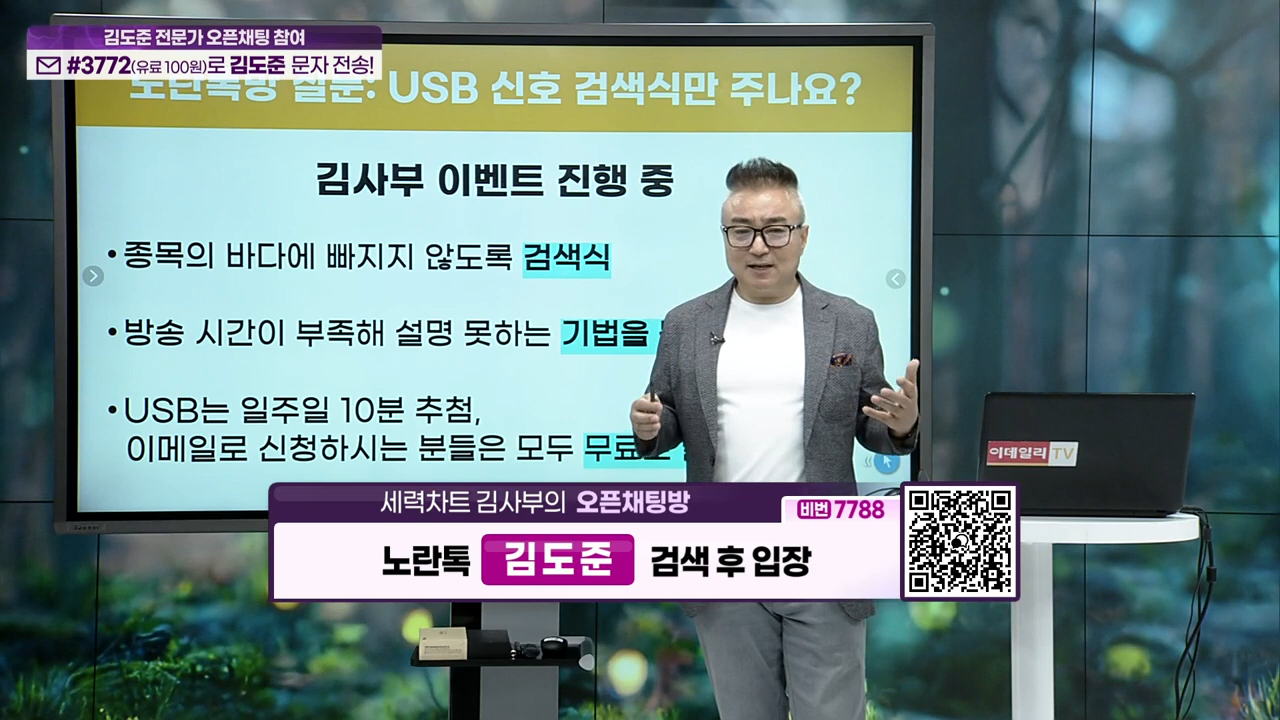 김도준 전문가 오픈채팅 참여
#3772(유료 100원)로 김도준 문자 전송!
USB 신호 검색식만 주나요?
김사부 이벤트 진행 중
• 종목의 바다에 빠지지 않도록 검색식
• 방송 시간이 부족해 설명 못하는 기법을
• USB는 일주일 10분 추첨,
이메일로 신청하시는 분들은 모두 무료
이데일리 TV
세력차트 김사부의 오픈채팅방
비번 7788
노란톡 김도준 검색 후 입장